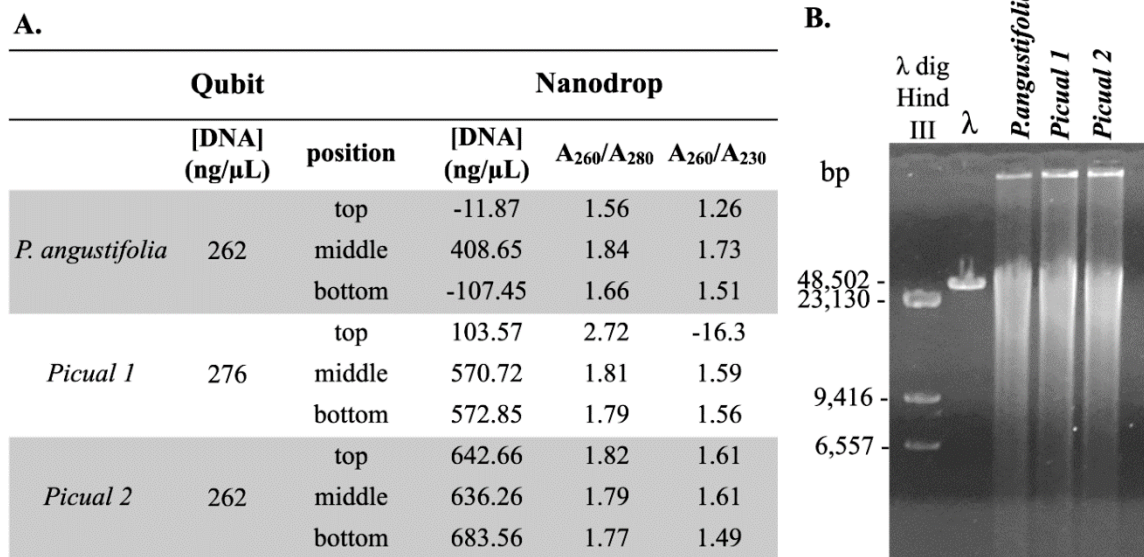 A.
Qubit Nanodrop
[DNA] (ng/µL) position [DNA] (ng/µL) A260/A280 A260/A230
top -11.87 1.56 1.26
P. angustifolia 262 middle 408.65 1.84 1.73
bottom -107.45 1.66 1.51
top 103.57 2.72 -16.3
Picual 1 276 middle 570.72 1.81 1.59
bottom 572.85 1.79 1.56
top 642.66 1.82 1.61
Picual 2 262 middle 636.26 1.79 1.61
bottom 683.56 1.77 1.49
B.
λ dig
Hind
III
λ
P.angustifolia
Picual 1
Picual 2
bp
48,502 -
23,130 -
9,416 -
6,557 -